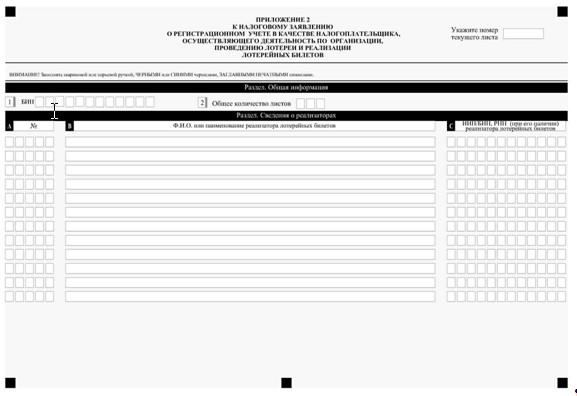 ПРИЛОЖЕНИЕ 2
К НАЛОГОВОМУ ЗАЯВЛЕНИЮ
О РЕГИСТРАЦИОННОМ УЧЕТЕ В КАЧЕСТВЕ НАЛОГОПЛАТЕЛЬЩИКА,
ОСУЩЕСТВЛЯЮЩЕГО ДЕЯТЕЛЬНОСТЬ ПО ОРГАНИЗАЦИИ,
ПРОВЕДЕНИЮ ЛОТЕРЕИ И РЕАЛИЗАЦИИ
ЛОТЕРЕЙНЫХ БИЛЕТОВ
Укажите номер
текущего листа
ВНИМАНИЕ! Заполнять шариковой или перьевой ручкой, ЧЕРНЫМИ или СИНИМИ чернилами, ЗАГЛАВНЫМИ ПЕЧАТНЫМИ символами.
Раздел. Общая информация
1 БИН 2 Общее количество листов
Раздел. Сведения о реализаторах
A № B Ф.И.О. или наименование реализатора лотерейных билетов C ИИН/БИН, РНН (при его наличии)
реализатора лотерейных билетов